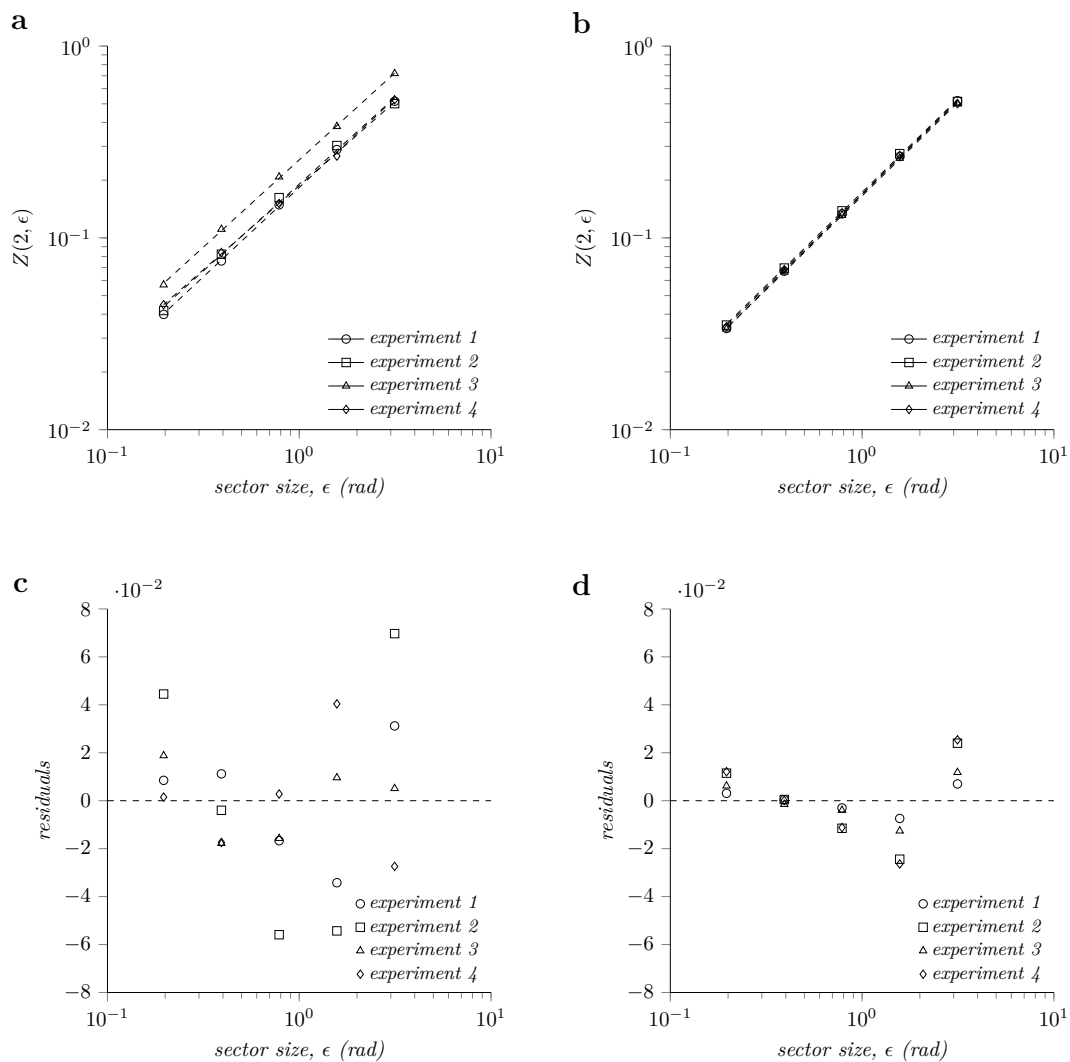 a
10^0
10^{-1}
10^{-2}
Z(2, ϵ)
experiment 1
experiment 2
experiment 3
experiment 4
10^{-1}
10^0
10^1
sector size, ϵ (rad)
b
10^0
10^{-1}
10^{-2}
Z(2, ϵ)
experiment 1
experiment 2
experiment 3
experiment 4
10^{-1}
10^0
10^1
sector size, ϵ (rad)
c
·10^{-2}
8
6
4
2
0
−2
−4
−6
−8
residuals
experiment 1
experiment 2
experiment 3
experiment 4
10^{-1}
10^0
10^1
sector size, ϵ (rad)
d
·10^{-2}
8
6
4
2
0
−2
−4
−6
−8
residuals
experiment 1
experiment 2
experiment 3
experiment 4
10^{-1}
10^0
10^1
sector size, ϵ (rad)